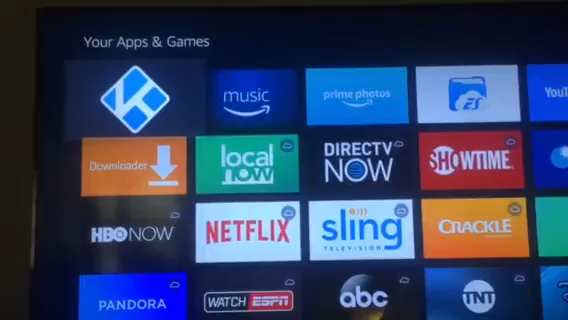 Your Apps & Games
music
prime photos
ES
YouT
Downloader
local now
DIRECTV NOW
SHOWTIME
HBO NOW
NETFLIX
sling TELEVISION
CRACKLE
PANDORA
WATCH ESPN
abc
TNT